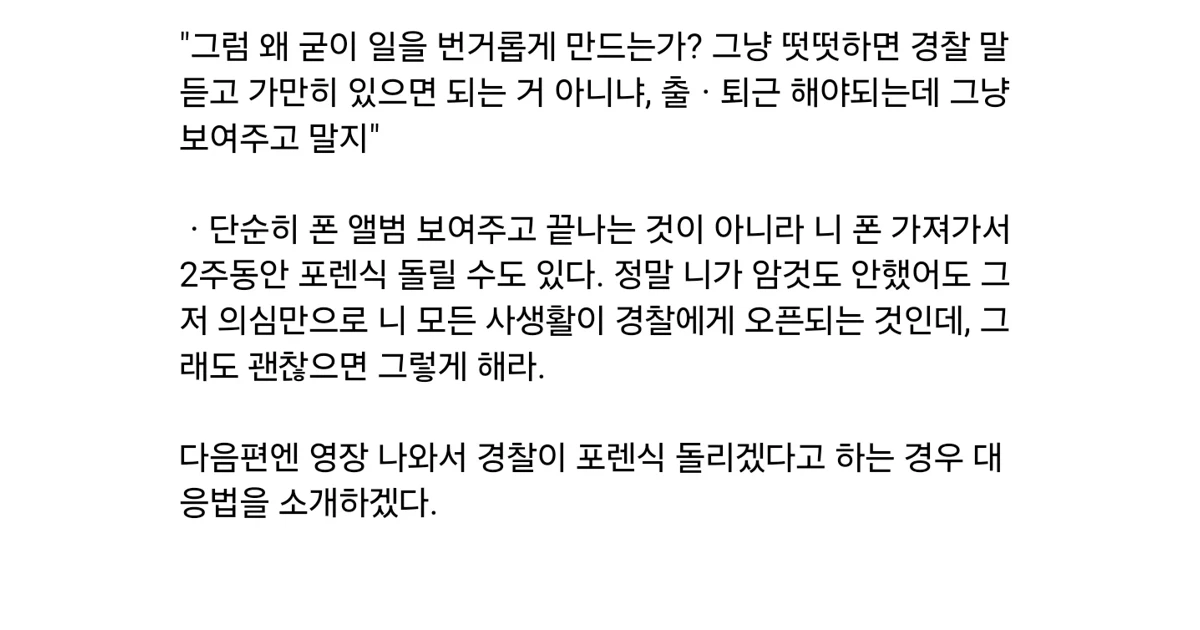 "그럼 왜 굳이 일을 번거롭게 만드는가? 그냥 떳떳하면 경찰 말
듣고 가만히 있으면 되는 거 아니냐, 출ㆍ퇴근 해야되는데 그냥
보여주고 말지"
ㆍ단순히 폰 앨범 보여주고 끝나는 것이 아니라 니 폰 가져가서
2주동안 포렌식 돌릴 수도 있다. 정말 니가 암것도 안했어도 그
저 의심만으로 니 모든 사생활이 경찰에게 오픈되는 것인데, 그
래도 괜찮으면 그렇게 해라.
다음편엔 영장 나와서 경찰이 포렌식 돌리겠다고 하는 경우 대
응법을 소개하겠다.